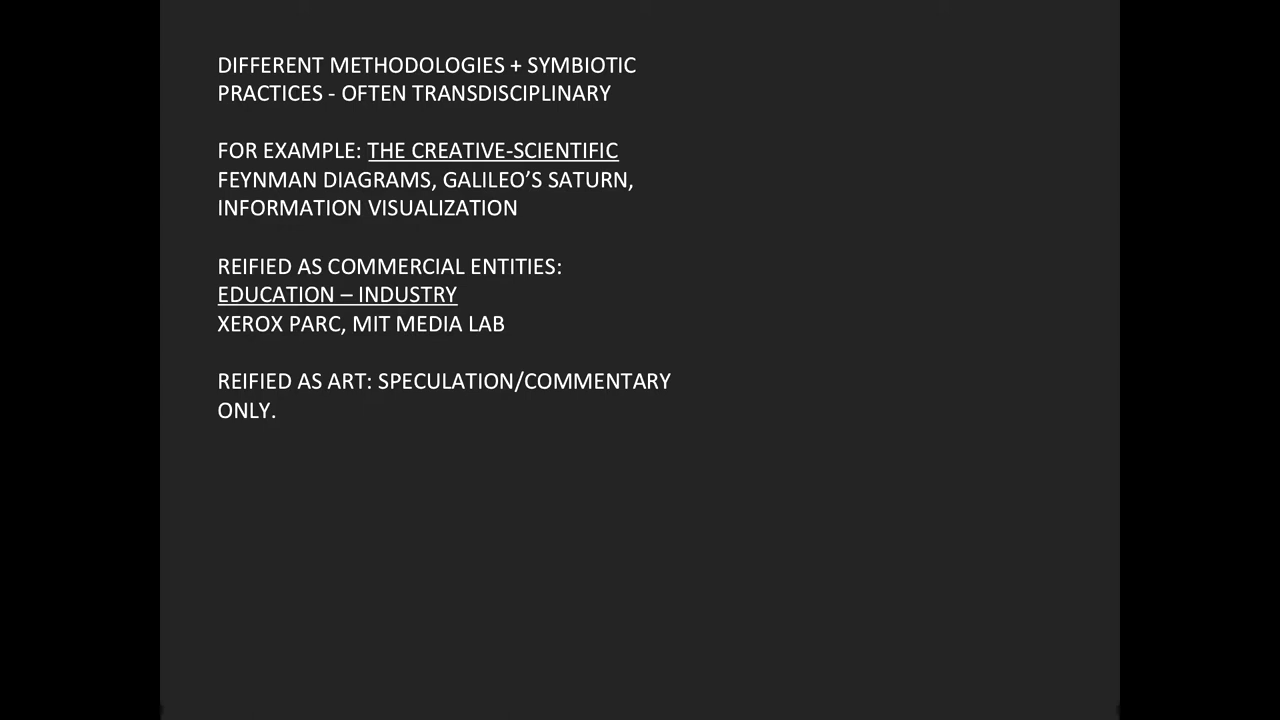 DIFFERENT METHODOLOGIES + SYMBIOTIC
PRACTICES - OFTEN TRANSDISCIPLINARY
FOR EXAMPLE: THE CREATIVE-SCIENTIFIC
FEYNMAN DIAGRAMS, GALILEO’S SATURN,
INFORMATION VISUALIZATION
REIFIED AS COMMERCIAL ENTITIES:
EDUCATION – INDUSTRY
XEROX PARC, MIT MEDIA LAB
REIFIED AS ART: SPECULATION/COMMENTARY
ONLY.